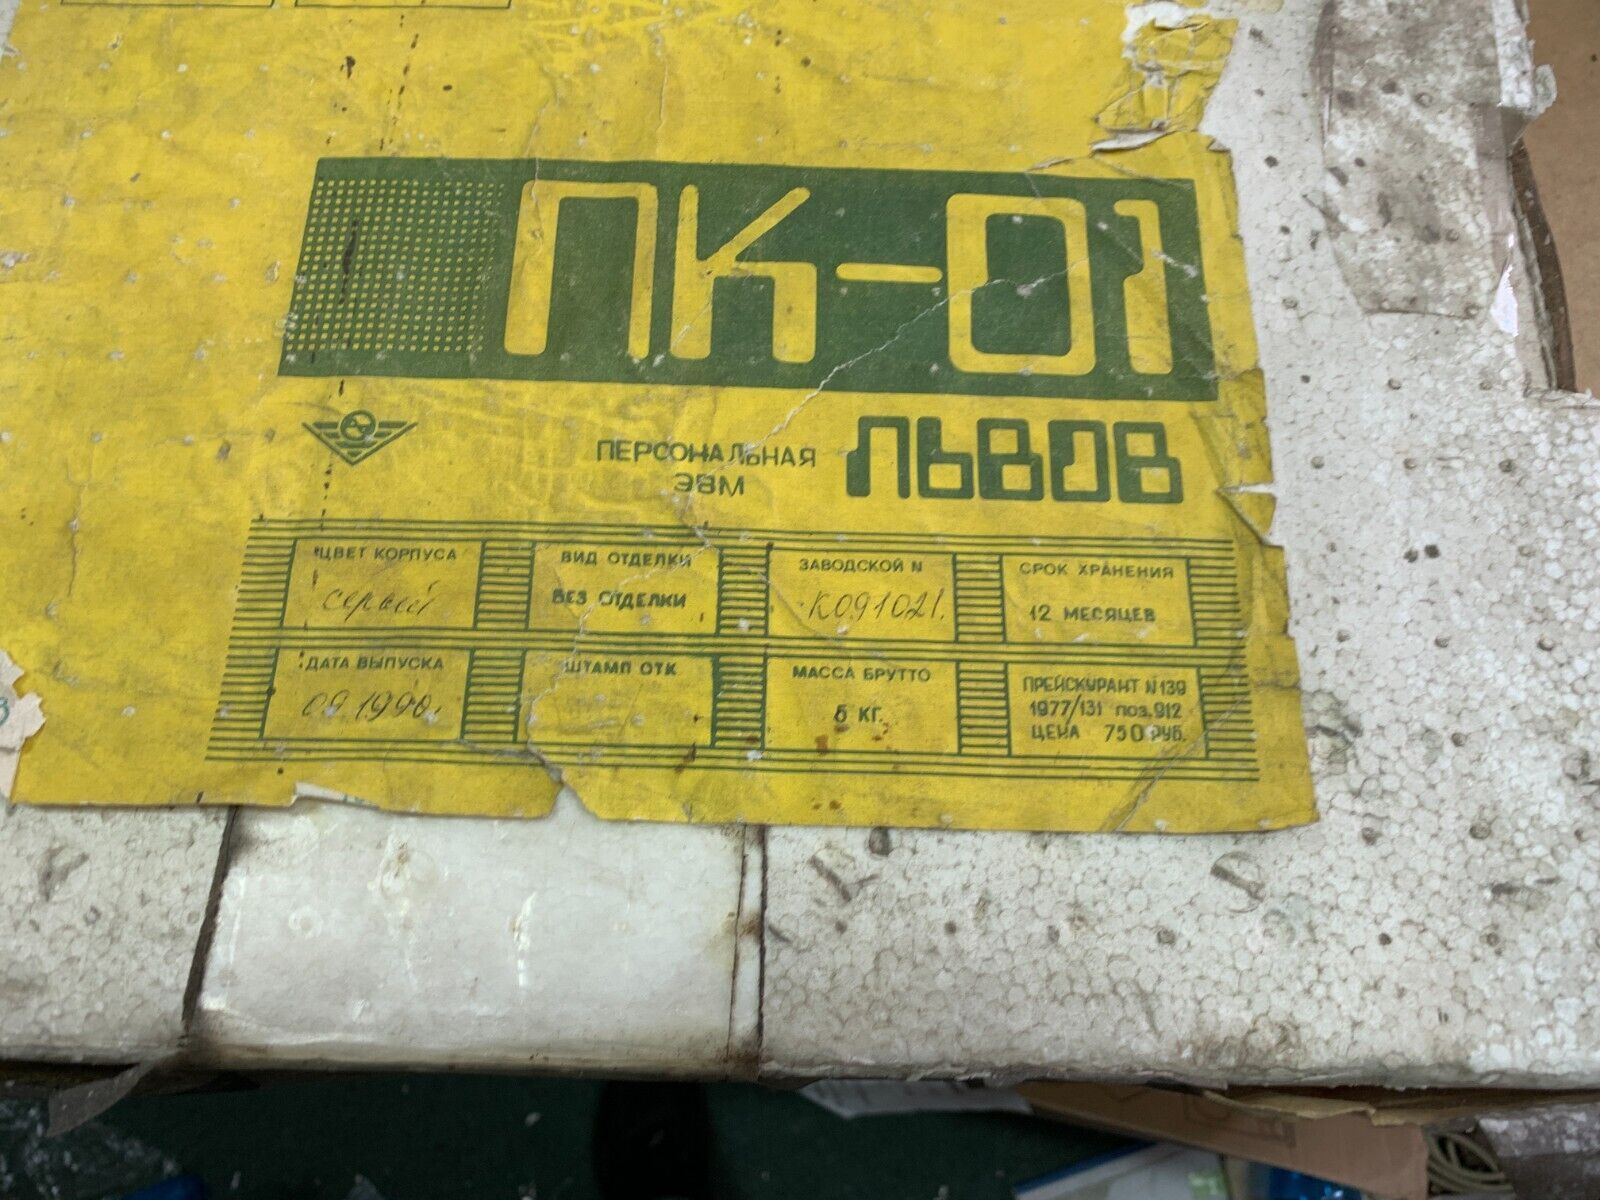 ПК-01
ПЕРСОНАЛЬНАЯ
ЭВМ
ЛЬВОВ
ЦВЕТ КОРПУСА
серый
ВИД ОТДЕЛКИ
БЕЗ ОТДЕЛКИ
ЗАВОДСКОЙ N
К091021.
СРОК ХРАНЕНИЯ
12 МЕСЯЦЕВ
ДАТА ВЫПУСКА
09 1990.
ШТАМП ОТК
МАССА БРУТТО
6 КГ.
ПРЕЙСКУРАНТ N139
1977/131 поз.912
ЦЕНА 750 РУБ.